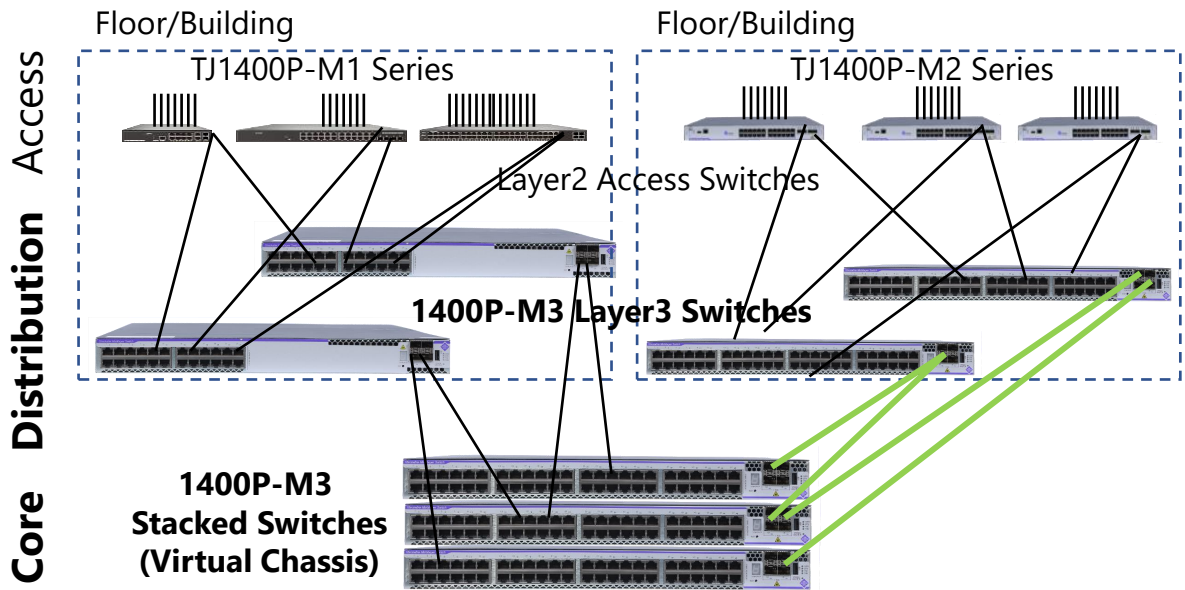 Floor/Building
Floor/Building
Access
TJ1400P-M1 Series
TJ1400P-M2 Series
Layer2 Access Switches
Distribution
1400P-M3 Layer3 Switches
Core
1400P-M3
Stacked Switches
(Virtual Chassis)